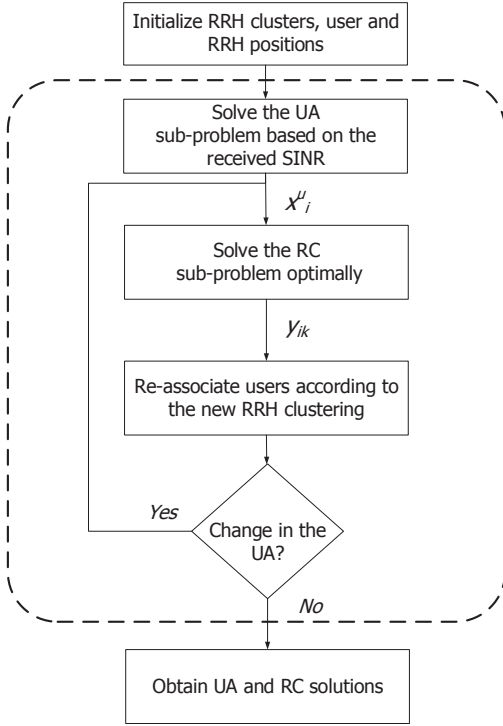 Initialize RRH clusters, user and
RRH positions
Solve the UA
sub-problem based on the
received SINR
x^μ_i
Solve the RC
sub-problem optimally
y_ik
Re-associate users according to
the new RRH clustering
Yes
Change in the
UA?
No
Obtain UA and RC solutions